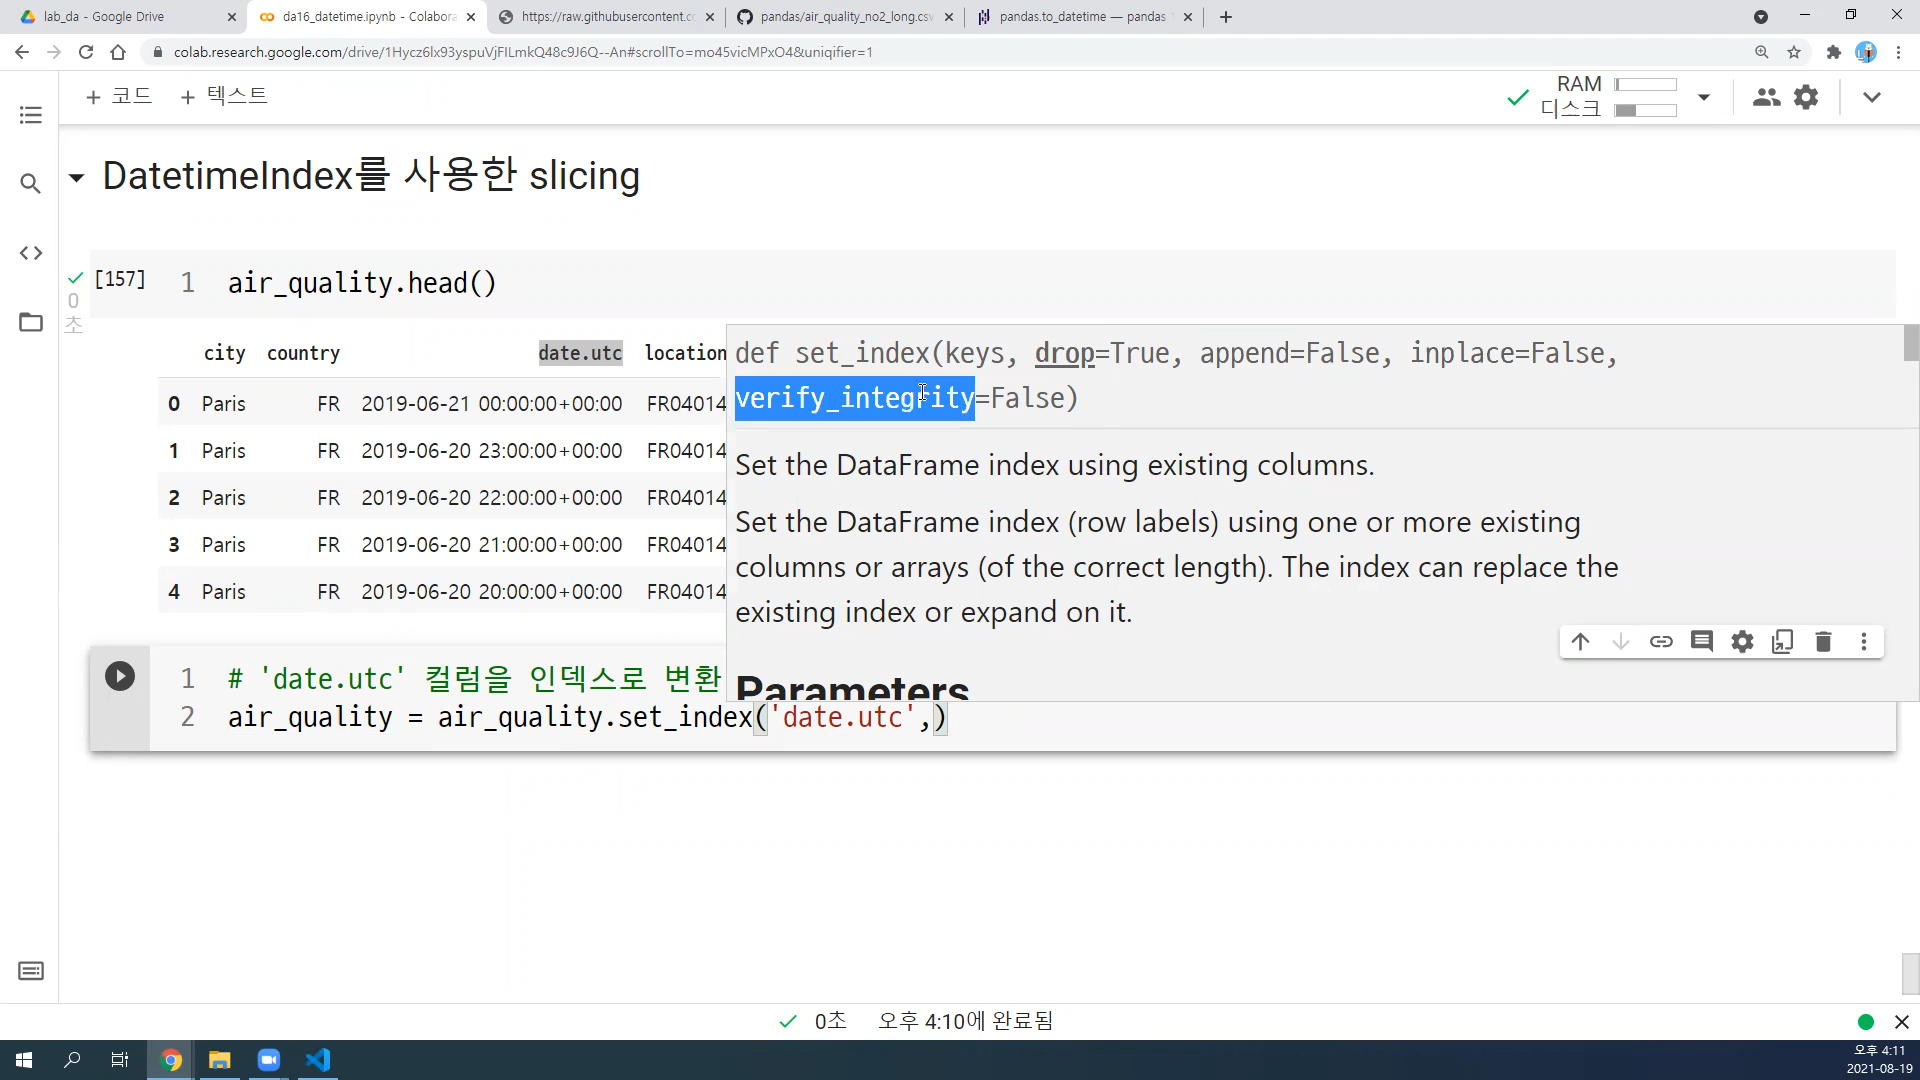 lab_da - Google Drive
da16_datetime.ipynb - Colabora
https://raw.githubusercontent.c
pandas/air_quality_no2_long.csv
pandas.to_datetime — pandas
colab.research.google.com/drive/1Hycz6lx93yspuVjFILmkQ48c9J6Q--An#scrollTo=mo45vicMPxO4&uniqifier=1
+ 코드 + 텍스트
RAM
디스크
DatetimeIndex를 사용한 slicing
[157] 1 air_quality.head()
0
초
city country date.utc location
0 Paris FR 2019-06-21 00:00:00+00:00 FR04014
1 Paris FR 2019-06-20 23:00:00+00:00 FR04014
2 Paris FR 2019-06-20 22:00:00+00:00 FR04014
3 Paris FR 2019-06-20 21:00:00+00:00 FR04014
4 Paris FR 2019-06-20 20:00:00+00:00 FR04014
def set_index(keys, drop=True, append=False, inplace=False,
verify_integrity=False)
Set the DataFrame index using existing columns.
Set the DataFrame index (row labels) using one or more existing
columns or arrays (of the correct length). The index can replace the
existing index or expand on it.
Parameters
1 # 'date.utc' 컬럼을 인덱스로 변환
2 air_quality = air_quality.set_index('date.utc',)
0초 오후 4:10에 완료됨
오후 4:11
2021-08-19